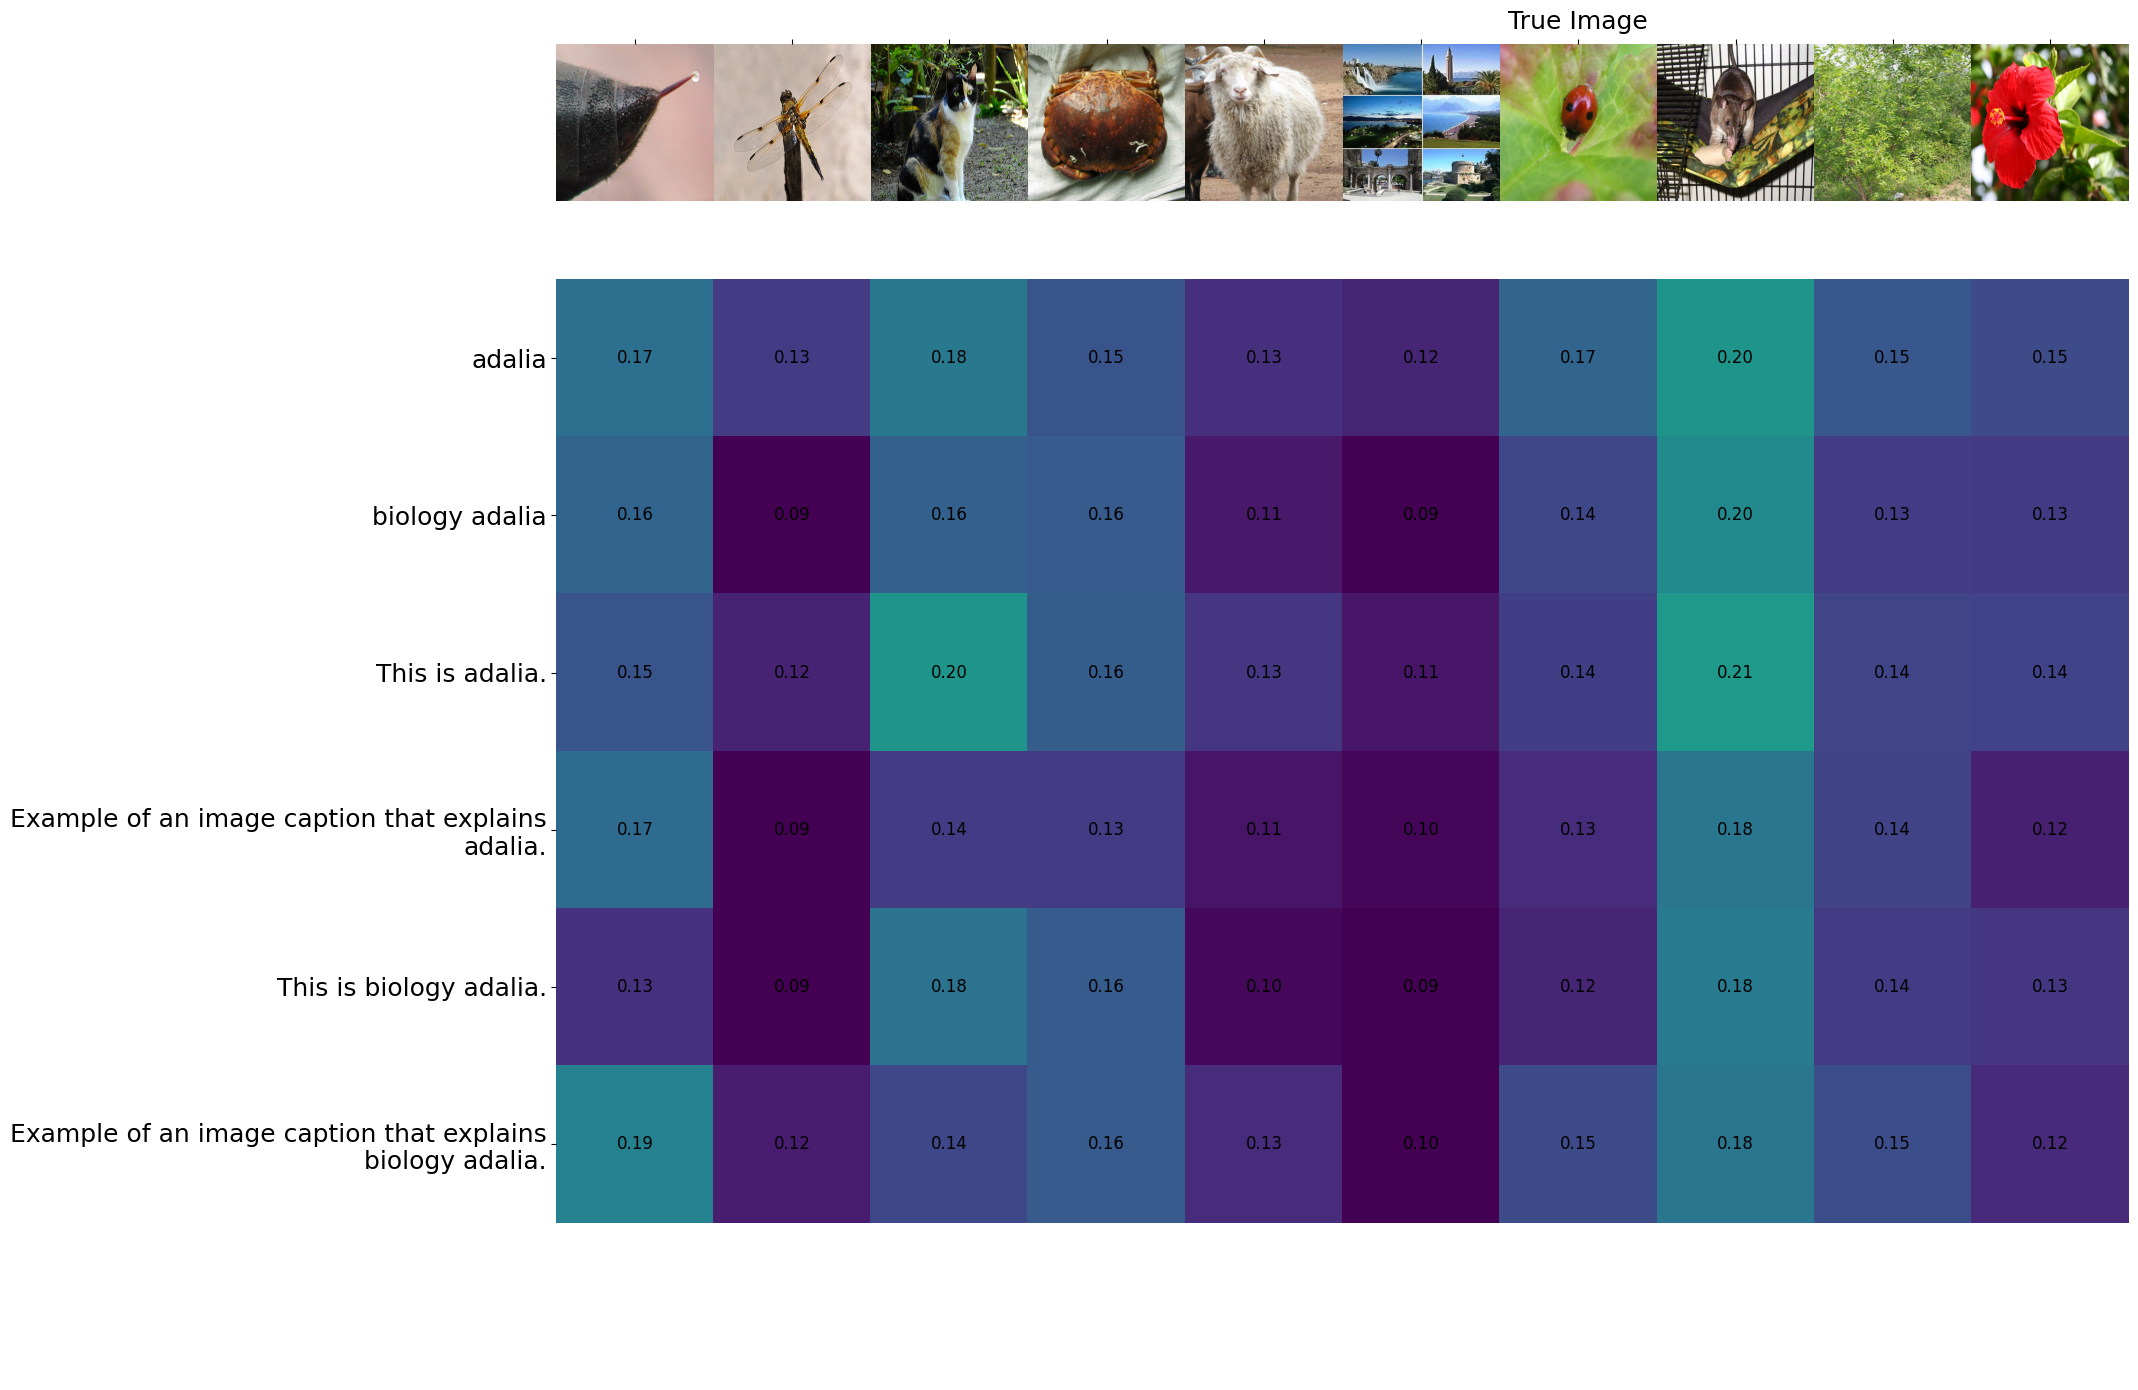 True Image
adalia
0.17 0.13 0.18 0.15 0.13 0.12 0.17 0.20 0.15 0.15
biology adalia
0.16 0.09 0.16 0.16 0.11 0.09 0.14 0.20 0.13 0.13
This is adalia.
0.15 0.12 0.20 0.16 0.13 0.11 0.14 0.21 0.14 0.14
Example of an image caption that explains
adalia.
0.17 0.09 0.14 0.13 0.11 0.10 0.13 0.18 0.14 0.12
This is biology adalia.
0.13 0.09 0.18 0.16 0.10 0.09 0.12 0.18 0.14 0.13
Example of an image caption that explains
biology adalia.
0.19 0.12 0.14 0.16 0.13 0.10 0.15 0.18 0.15 0.12